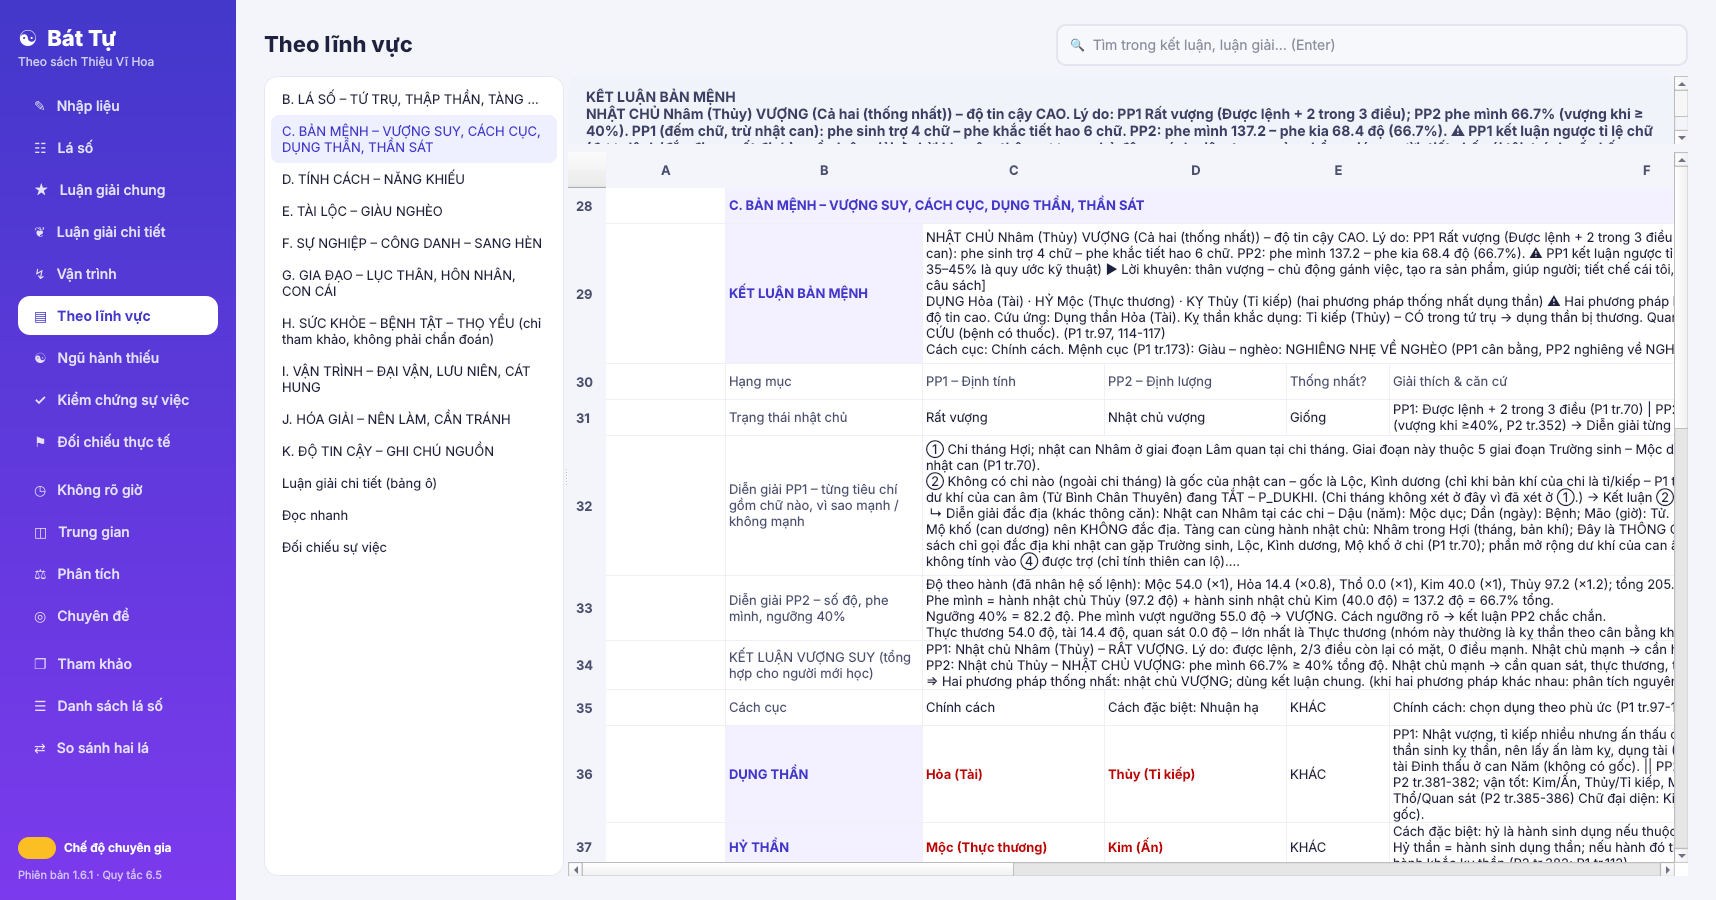 ☯ Bát Tự
Theo sách Thiệu Vĩ Hoa
✎ Nhập liệu
☷ Lá số
★ Luận giải chung
❦ Luận giải chi tiết
↯ Vận trình
▤ Theo lĩnh vực
☯ Ngũ hành thiếu
✓ Kiểm chứng sự việc
⚑ Đối chiếu thực tế
◷ Không rõ giờ
◫ Trung gian
⚖ Phân tích
◎ Chuyên đề
❐ Tham khảo
☰ Danh sách lá số
⇄ So sánh hai lá
Chế độ chuyên gia
Phiên bản 1.6.1 · Quy tắc 6.5
Theo lĩnh vực
🔍 Tìm trong kết luận, luận giải... (Enter)
B. LÁ SỐ – TỨ TRỤ, THẬP THẦN, TÀNG ...
C. BẢN MỆNH – VƯỢNG SUY, CÁCH CỤC,
DỤNG THẦN, THẦN SÁT
D. TÍNH CÁCH – NĂNG KHIẾU
E. TÀI LỘC – GIÀU NGHÈO
F. SỰ NGHIỆP – CÔNG DANH – SANG HÈN
G. GIA ĐẠO – LỤC THÂN, HÔN NHÂN,
CON CÁI
H. SỨC KHỎE – BỆNH TẬT – THỌ YỂU (chỉ
tham khảo, không phải chẩn đoán)
I. VẬN TRÌNH – ĐẠI VẬN, LƯU NIÊN, CÁT
HUNG
J. HÓA GIẢI – NÊN LÀM, CẦN TRÁNH
K. ĐỘ TIN CẬY – GHI CHÚ NGUỒN
Luận giải chi tiết (bảng ô)
Đọc nhanh
Đối chiếu sự việc
KẾT LUẬN BẢN MỆNH
NHẬT CHỦ Nhâm (Thủy) VƯỢNG (Cả hai (thống nhất)) – độ tin cậy CAO. Lý do: PP1 Rất vượng (Được lệnh + 2 trong 3 điều); PP2 phe mình 66.7% (vượng khi ≥
40%). PP1 (đếm chữ, trừ nhật can): phe sinh trợ 4 chữ – phe khắc tiết hao 6 chữ. PP2: phe mình 137.2 – phe kia 68.4 độ (66.7%). ⚠ PP1 kết luận ngược tỉ lệ chữ
A B C D E F
28 C. BẢN MỆNH – VƯỢNG SUY, CÁCH CỤC, DỤNG THẦN, THẦN SÁT
29 KẾT LUẬN BẢN MỆNH
NHẬT CHỦ Nhâm (Thủy) VƯỢNG (Cả hai (thống nhất)) – độ tin cậy CAO. Lý do: PP1 Rất vượng (Được lệnh + 2 trong 3 điều
can): phe sinh trợ 4 chữ – phe khắc tiết hao 6 chữ. PP2: phe mình 137.2 – phe kia 68.4 độ (66.7%). ⚠ PP1 kết luận ngược tỉ
35–45% là quy ước kỹ thuật) ▶ Lời khuyên: thân vượng – chủ động gánh việc, tạo ra sản phẩm, giúp người; tiết chế cái tôi,
câu sách]
DỤNG Hỏa (Tài) · HỶ Mộc (Thực thương) · KỴ Thủy (Tỉ kiếp) (hai phương pháp thống nhất dụng thần) ⚠ Hai phương pháp
độ tin cao. Cứu ứng: Dụng thần Hỏa (Tài). Kỵ thần khắc dụng: Tỉ kiếp (Thủy) – CÓ trong tứ trụ → dụng thần bị thương. Quan
CỨU (bệnh có thuốc). (P1 tr.97, 114-117)
Cách cục: Chính cách. Mệnh cục (P1 tr.173): Giàu – nghèo: NGHIÊNG NHẸ VỀ NGHÈO (PP1 cân bằng, PP2 nghiêng về NGH
30 Hạng mục PP1 – Định tính PP2 – Định lượng Thống nhất? Giải thích & căn cứ
31 Trạng thái nhật chủ Rất vượng Nhật chủ vượng Giống PP1: Được lệnh + 2 trong 3 điều (P1 tr.70) | PP2
(vượng khi ≥40%, P2 tr.352) → Diễn giải từng
32 Diễn giải PP1 – từng tiêu chí
gồm chữ nào, vì sao mạnh /
không mạnh
① Chi tháng Hợi; nhật can Nhâm ở giai đoạn Lâm quan tại chi tháng. Giai đoạn này thuộc 5 giai đoạn Trường sinh – Mộc d
nhật can (P1 tr.70).
② Không có chi nào (ngoài chi tháng) là gốc của nhật can – gốc là Lộc, Kình dương (chỉ khi bản khí của chi là tỉ/kiếp – P1 t
dư khí của can âm (Tử Bình Chân Thuyên) đang TẮT – P_DUKHI. (Chi tháng không xét ở đây vì đã xét ở ①.) → Kết luận ②
↳ Diễn giải đắc địa (khác thông căn): Nhật can Nhâm tại các chi – Dậu (năm): Mộc dục; Dần (ngày): Bệnh; Mão (giờ): Tử.
Mộ khố (can dương) nên KHÔNG đắc địa. Tàng can cùng hành nhật chủ: Nhâm trong Hợi (tháng, bản khí); Đây là THÔNG C
sách chỉ gọi đắc địa khi nhật can gặp Trường sinh, Lộc, Kình dương, Mộ khố ở chi (P1 tr.70); phần mở rộng dư khí của can â
không tính vào ④ được trợ (chỉ tính thiên can lộ)....
33 Diễn giải PP2 – số độ, phe
mình, ngưỡng 40%
Độ theo hành (đã nhân hệ số lệnh): Mộc 54.0 (×1), Hỏa 14.4 (×0.8), Thổ 0.0 (×1), Kim 40.0 (×1), Thủy 97.2 (×1.2); tổng 205.
Phe mình = hành nhật chủ Thủy (97.2 độ) + hành sinh nhật chủ Kim (40.0 độ) = 137.2 độ = 66.7% tổng.
Ngưỡng 40% = 82.2 độ. Phe mình vượt ngưỡng 55.0 độ → VƯỢNG. Cách ngưỡng rõ → kết luận PP2 chắc chắn.
Thực thương 54.0 độ, tài 14.4 độ, quan sát 0.0 độ – lớn nhất là Thực thương (nhóm này thường là kỵ thần theo cân bằng kh
34 KẾT LUẬN VƯỢNG SUY (tổng
hợp cho người mới học)
PP1: Nhật chủ Nhâm (Thủy) – RẤT VƯỢNG. Lý do: được lệnh, 2/3 điều còn lại có mặt, 0 điều mạnh. Nhật chủ mạnh → cần h
PP2: Nhật chủ Thủy – NHẬT CHỦ VƯỢNG: phe mình 66.7% ≥ 40% tổng độ. Nhật chủ mạnh → cần quan sát, thực thương, t
⇒ Hai phương pháp thống nhất: nhật chủ VƯỢNG; dùng kết luận chung. (khi hai phương pháp khác nhau: phân tích nguyên
35 Cách cục Chính cách Cách đặc biệt: Nhuận hạ KHÁC Chính cách: chọn dụng theo phù ức (P1 tr.97-1
36 DỤNG THẦN Hỏa (Tài) Thủy (Tỉ kiếp) KHÁC
PP1: Nhật vượng, tỉ kiếp nhiều nhưng ấn thấu c
thần sinh kỵ thần, nên lấy ấn làm kỵ, dụng tài (
tài Đinh thấu ở can Năm (không có gốc). || PP
P2 tr.381-382; vận tốt: Kim/Ấn, Thủy/Tỉ kiếp, M
Thổ/Quan sát (P2 tr.385-386) Chữ đại diện: Ki
gốc).
37 HỶ THẦN Mộc (Thực thương) Kim (Ấn) KHÁC
Cách đặc biệt: hỷ là hành sinh dụng nếu thuộc
Hỷ thần = hành sinh dụng thần; nếu hành đó t